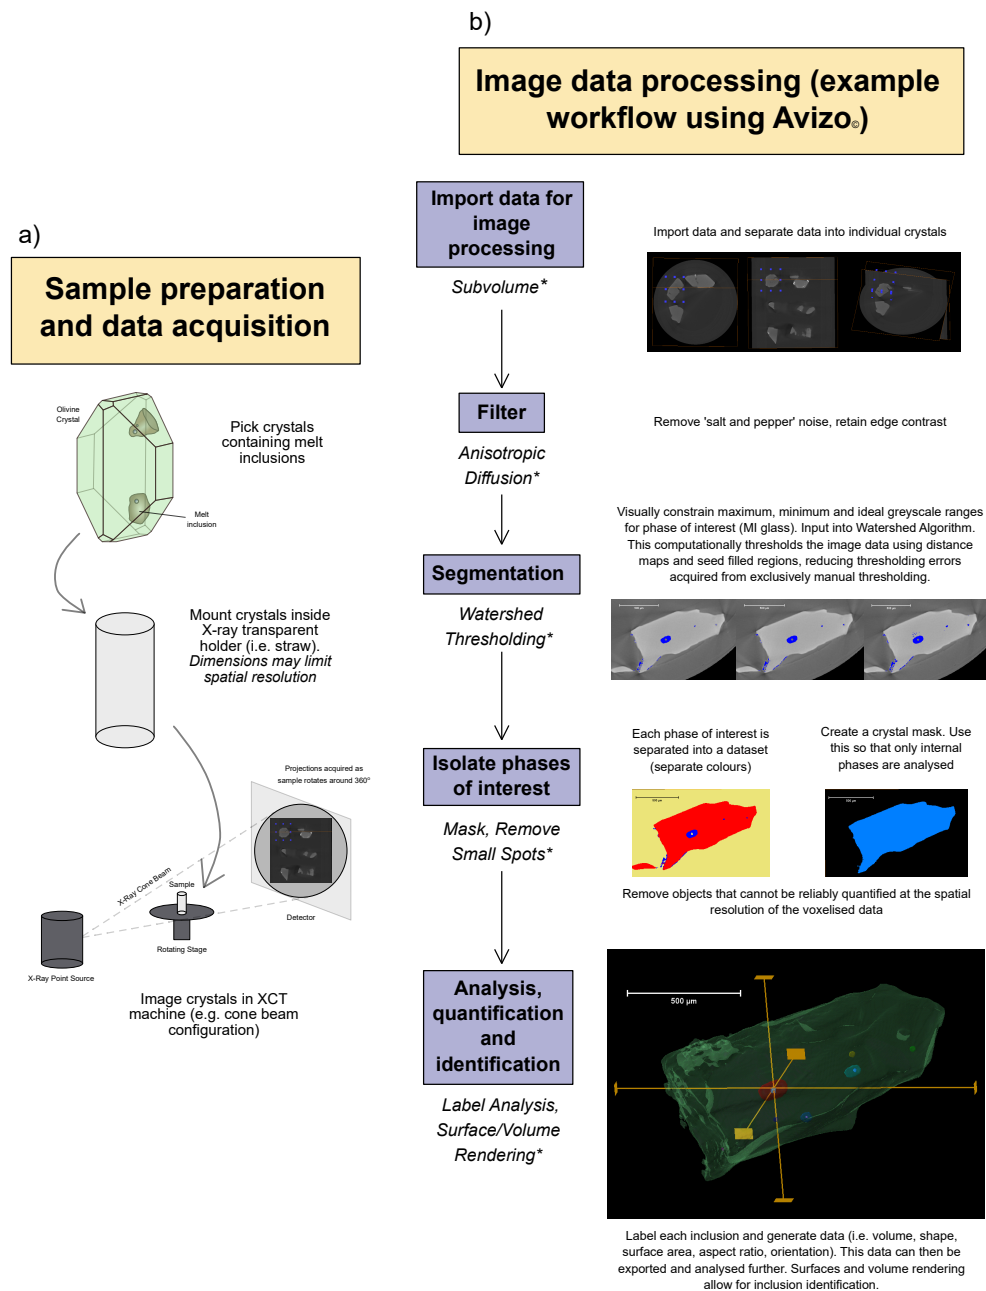 a)
Sample preparation
and data acquisition
Olivine
Crystal
Pick crystals
containing melt
inclusions
Melt
inclusion
Mount crystals inside
X-ray transparent
holder (i.e. straw).
Dimensions may limit
spatial resolution
Projections acquired as
sample rotates around 360°
X-Ray Cone Beam
Sample
Detector
Rotating Stage
X-Ray Point Source
Image crystals in XCT
machine (e.g. cone beam
configuration)
b)
Image data processing (example
workflow using Avizo©)
Import data for
image
processing
Subvolume*
Import data and separate data into individual crystals
Filter
Anisotropic
Diffusion*
Remove 'salt and pepper' noise, retain edge contrast
Segmentation
Watershed
Thresholding*
Visually constrain maximum, minimum and ideal greyscale ranges
for phase of interest (MI glass). Input into Watershed Algorithm.
This computationally thresholds the image data using distance
maps and seed filled regions, reducing thresholding errors
acquired from exclusively manual thresholding.
Isolate phases
of interest
Mask, Remove
Small Spots*
Each phase of interest is
separated into a dataset
(separate colours)
Create a crystal mask. Use
this so that only internal
phases are analysed
Remove objects that cannot be reliably quantified at the spatial
resolution of the voxelised data
Analysis,
quantification
and
identification
Label Analysis,
Surface/Volume
Rendering*
500 µm
Label each inclusion and generate data (i.e. volume, shape,
surface area, aspect ratio, orientation). This data can then be
exported and analysed further. Surfaces and volume rendering
allow for inclusion identification.